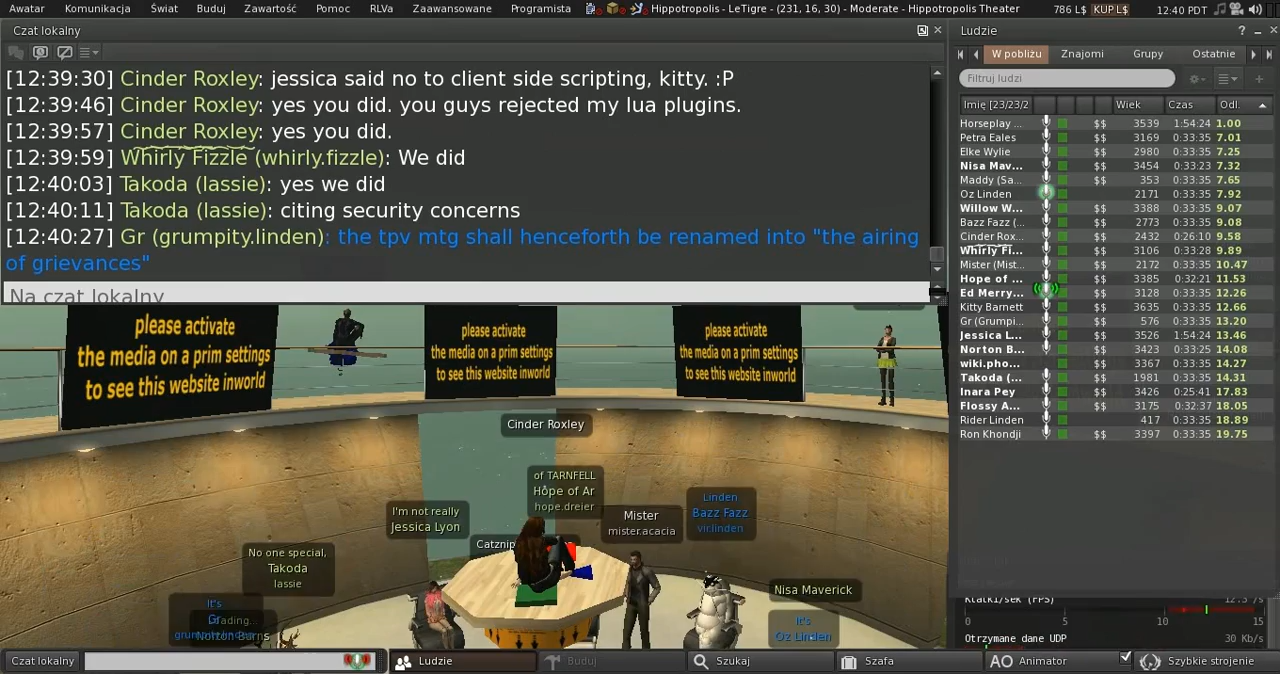 Awatar Komunikacja Świat Buduj Zawartość Pomoc RLVa Zaawansowane Programista Hippotropolis - LeTigre - (231, 16, 30) - Moderate - Hippotropolis Theater 786 L$ KUP L$ 12:40 PDT
Czat lokalny
[12:39:30] Cinder Roxley: jessica said no to client side scripting, kitty. :P
[12:39:46] Cinder Roxley: yes you did. you guys rejected my lua plugins.
[12:39:57] Cinder Roxley: yes you did.
[12:39:59] Whirly Fizzle (whirly.fizzle): We did
[12:40:03] Takoda (lassie): yes we did
[12:40:11] Takoda (lassie): citing security concerns
[12:40:27] Gr (grumpity.linden): the tpv mtg shall henceforth be renamed into "the airing
of grievances"
Na czat lokalny
Ludzie
W pobliżu Znajomi Grupy Ostatnie
Filtruj ludzi
Imię [23/23/2 Wiek Czas Odl.
Horseplay ... $$ 3539 1:54:24 1.00
Petra Eales $$ 3169 0:33:35 7.01
Elke Wylie 2980 0:33:35 7.25
Nisa Mav... $$ 3454 0:33:23 7.32
Maddy (Sa... $$ 353 0:33:35 7.65
Oz Linden 2171 0:33:35 7.92
Willow W... $$ 3388 0:33:35 9.07
Bazz Fazz (... $$ 2773 0:33:35 9.08
Cinder Rox... $$ 2432 0:26:10 9.58
Whirly Fi... $$ 3106 0:33:28 9.89
Mister (Mist... $$ 2172 0:33:35 10.47
Hope of ... $$ 3385 0:32:21 11.53
Ed Merry... $$ 3128 0:33:35 12.26
Kitty Barnett $$ 3635 0:33:35 12.66
Gr (Grumpi... $$ 576 0:33:35 13.20
Jessica L... $$ 3526 1:54:24 13.46
Norton B... $$ 3423 0:33:25 14.08
wiki.pho... $$ 3367 0:33:35 14.27
Takoda (... $$ 1981 0:33:35 14.31
Inara Pey $$ 3426 0:25:41 17.83
Flossy A... $$ 3175 0:32:37 18.05
Rider Linden 417 0:33:35 18.89
Ron Khondji $$ 3397 0:33:35 19.75
please activate
the media on a prim settings
to see this website inworld
please activate
the media on a prim settings
to see this website inworld
please activate
the media on a prim settings
to see this website inworld
Cinder Roxley
of TARNFELL
Hope of Ar
hope.dreier
I'm not really
Jessica Lyon
Mister
mister.acacia
Linden
Bazz Fazz
vir.linden
Catznip
No one special,
Takoda
lassie
Nisa Maverick
It's
Gr
Norton Burns
It's
Oz Linden
Klatki/sek (FPS) 12.3 /s
0 5 10 15
Otrzymane dane UDP 30 Kb/s
Czat lokalny Ludzie Buduj Szukaj Szafa AO Animator Szybkie strojenie